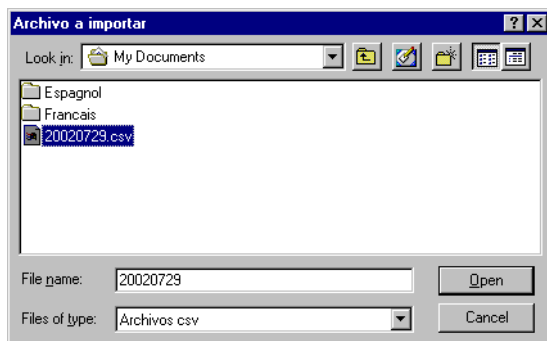 Archivo a importar
Look in: My Documents
Espagnol
Francais
20020729.csv
File name: 20020729 Open
Files of type: Archivos csv Cancel